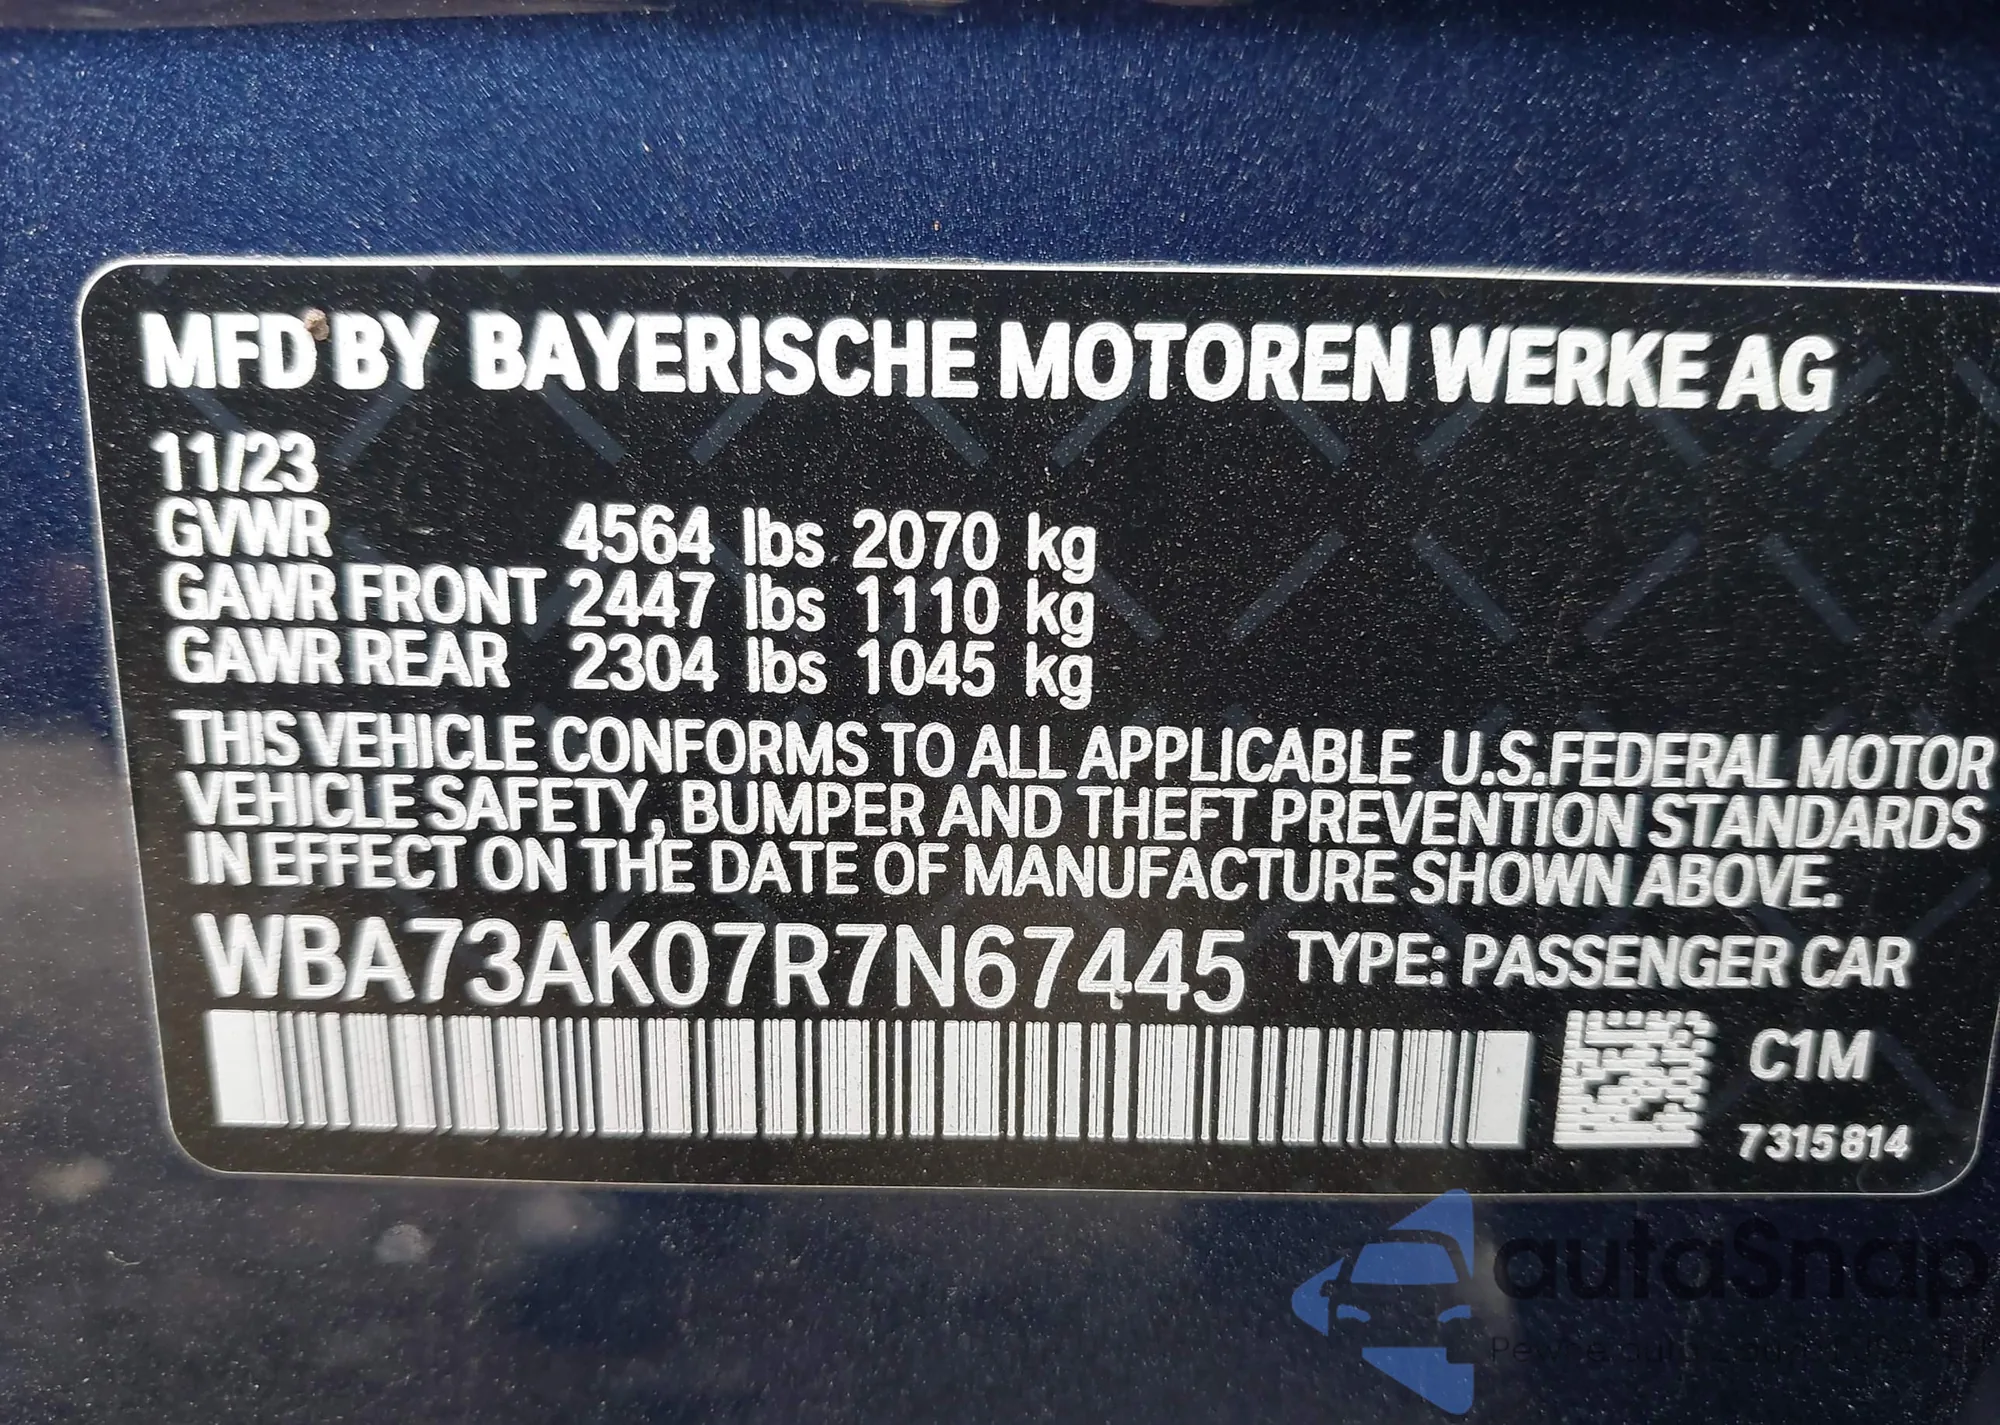 MFD BY BAYERISCHE MOTOREN WERKE AG
11/23
GVWR 4564 lbs 2070 kg
GAWR FRONT 2447 lbs 1110 kg
GAWR REAR 2304 lbs 1045 kg
THIS VEHICLE CONFORMS TO ALL APPLICABLE U.S.FEDERAL MOTOR
VEHICLE SAFETY, BUMPER AND THEFT PREVENTION STANDARDS
IN EFFECT ON THE DATE OF MANUFACTURE SHOWN ABOVE.
WBA73AK07R7N67445 TYPE: PASSENGER CAR
C1M
7315814
autoSnap